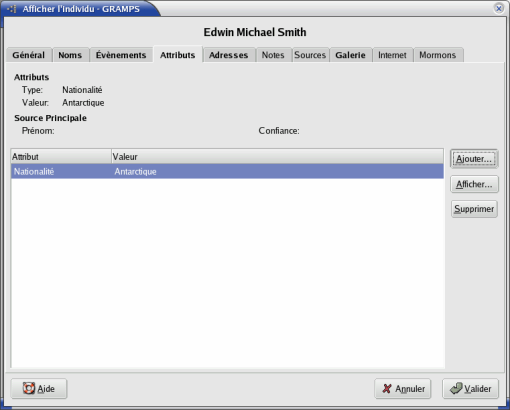 Afficher l'individu - GRAMPS
Edwin Michael Smith
Général Noms Évènements Attributs Adresses Notes Sources Galerie Internet Mormons
Attributs
Type: Nationalité
Valeur: Antarctique
Source Principale
Prénom: Confiance:
Attribut Valeur
Nationalité Antarctique
Ajouter...
Afficher...
Supprimer
Aide Annuler Valider